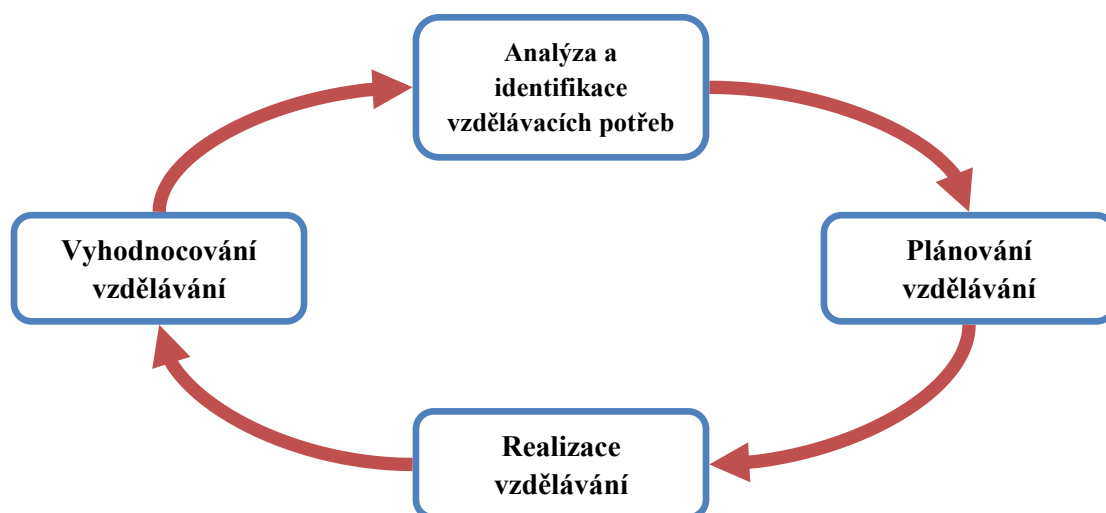 Analýza a
identifikace
vzdělávacích potřeb
Vyhodnocování
vzdělávání
Plánování
vzdělávání
Realizace
vzdělávání